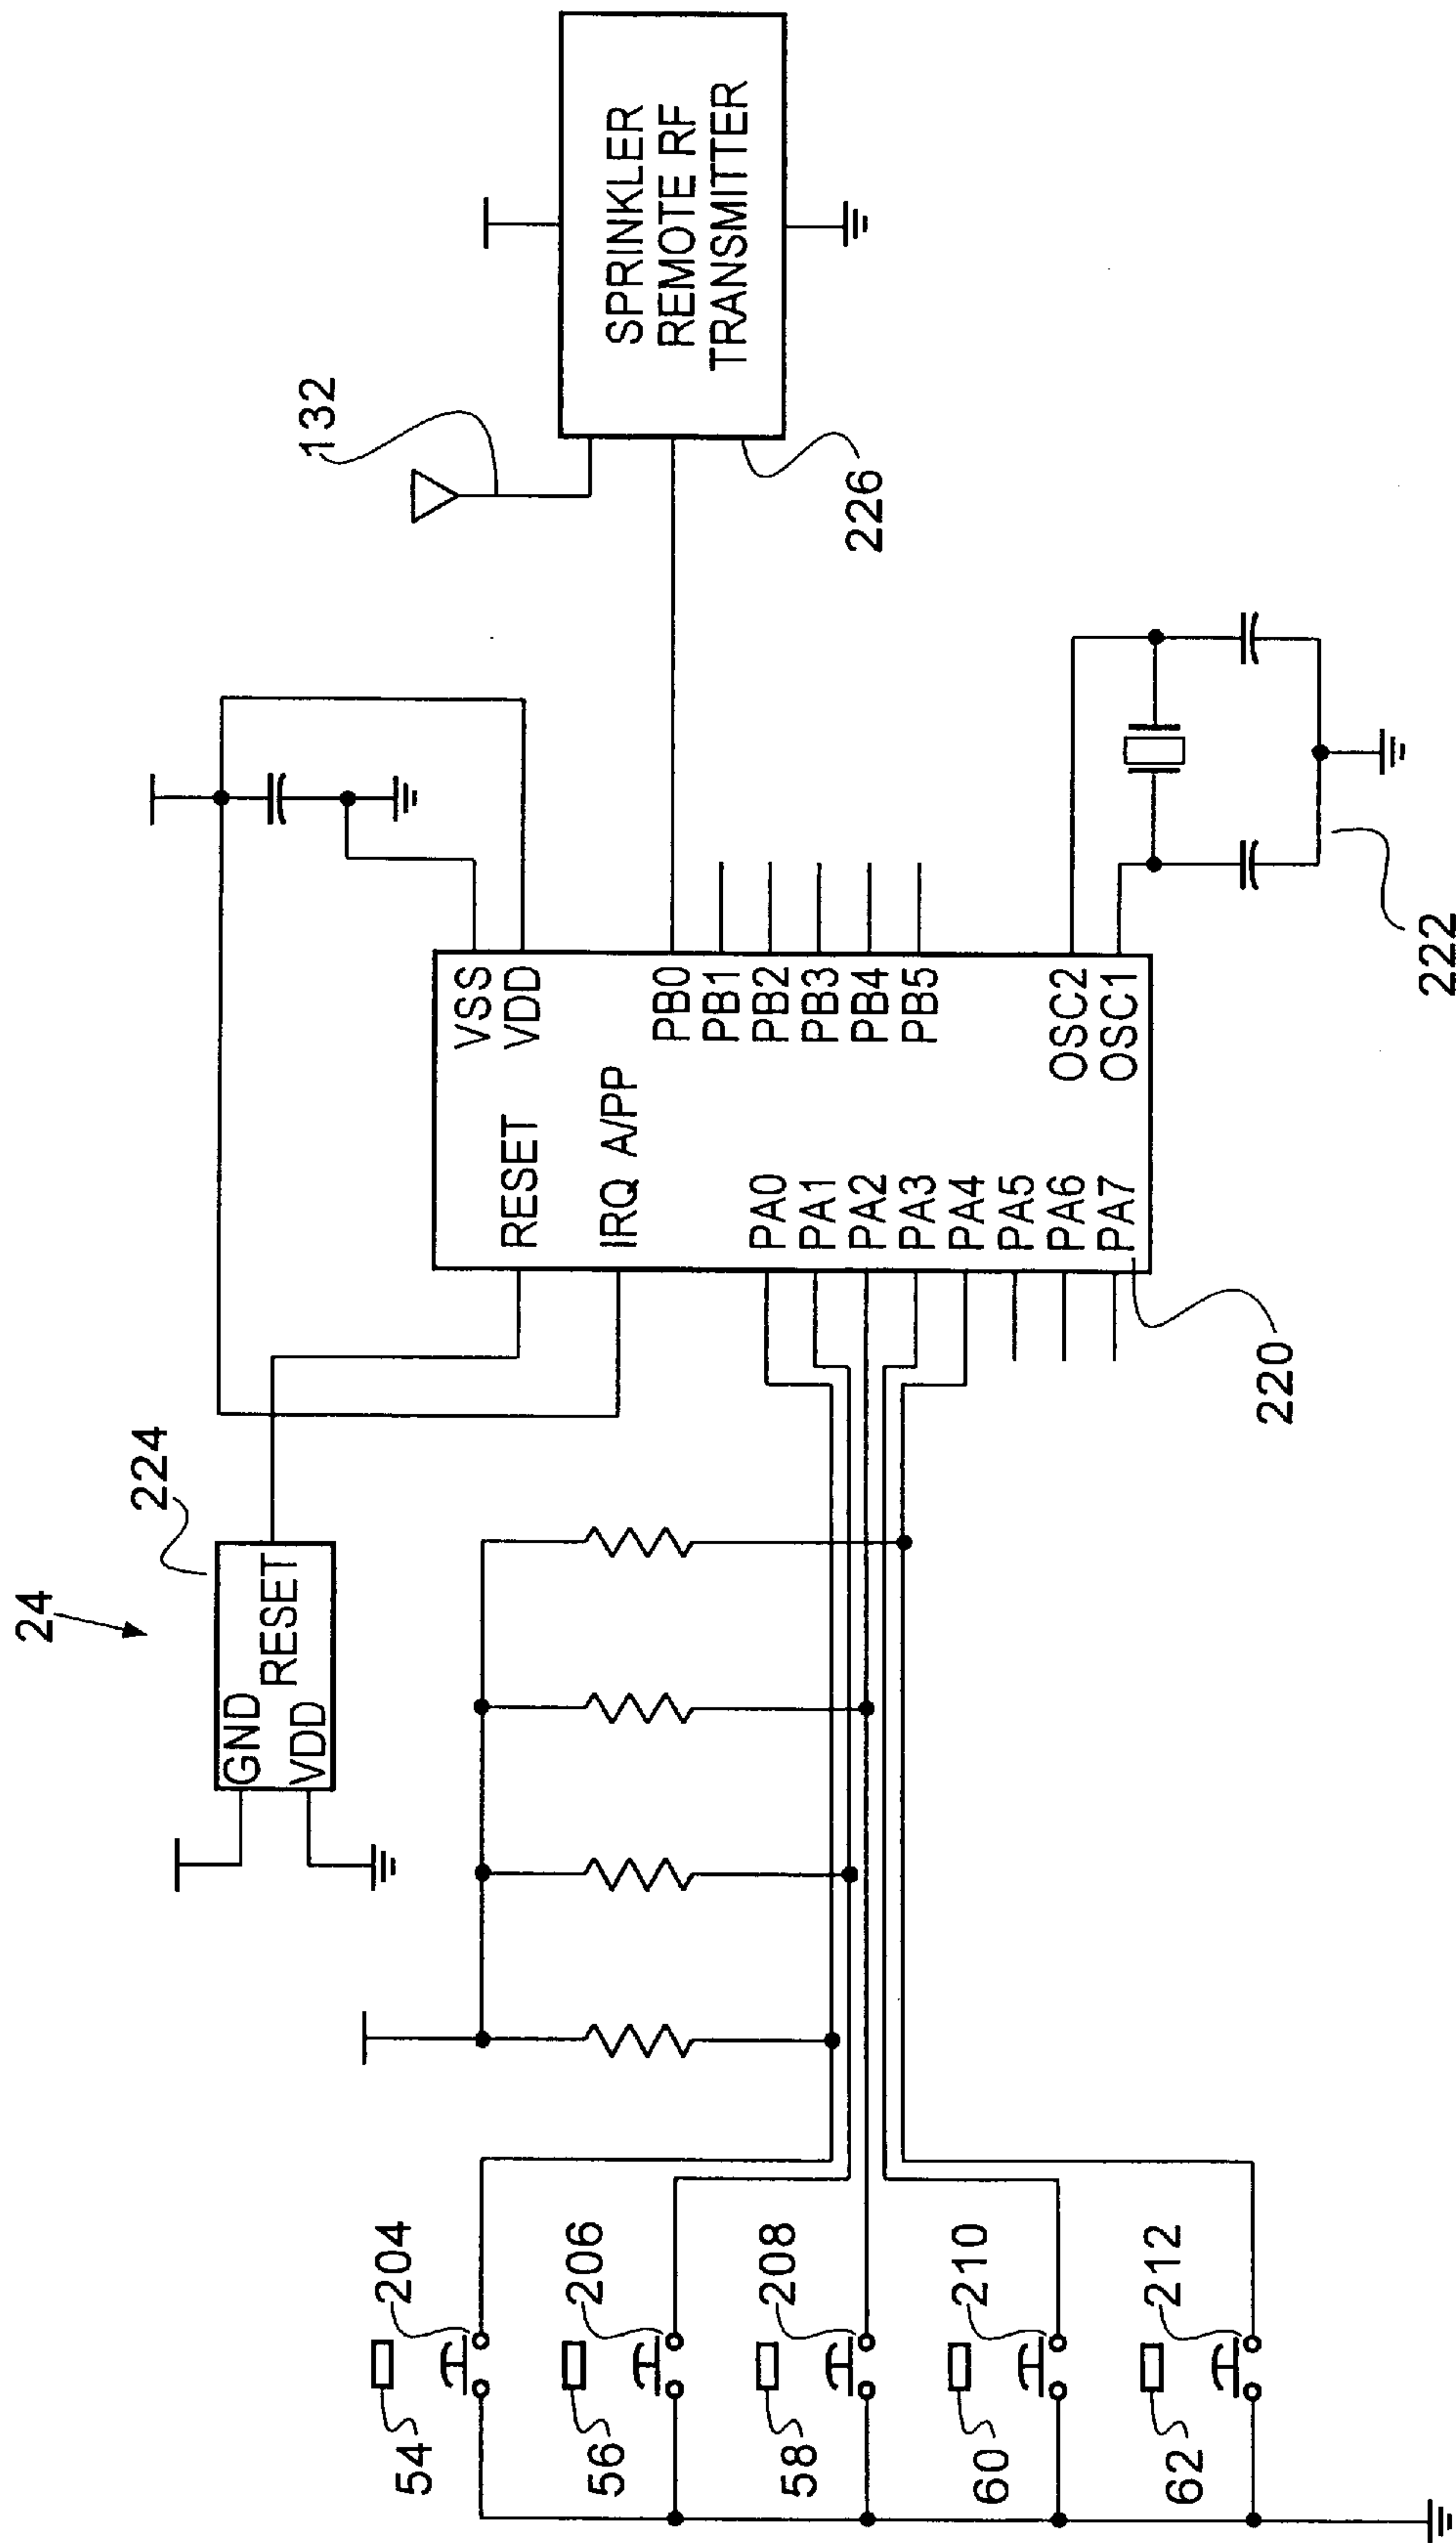 24
224
GND
RESET
VDD
132
SPRINKLER
REMOTE RF
TRANSMITTER
226
RESET
IRQ A/PP
VSS
VDD
PB0
PB1
PB2
PB3
PB4
PB5
OSC2
OSC1
PA0
PA1
PA2
PA3
PA4
PA5
PA6
PA7
220
222
54
204
56
206
58
208
60
210
62
212